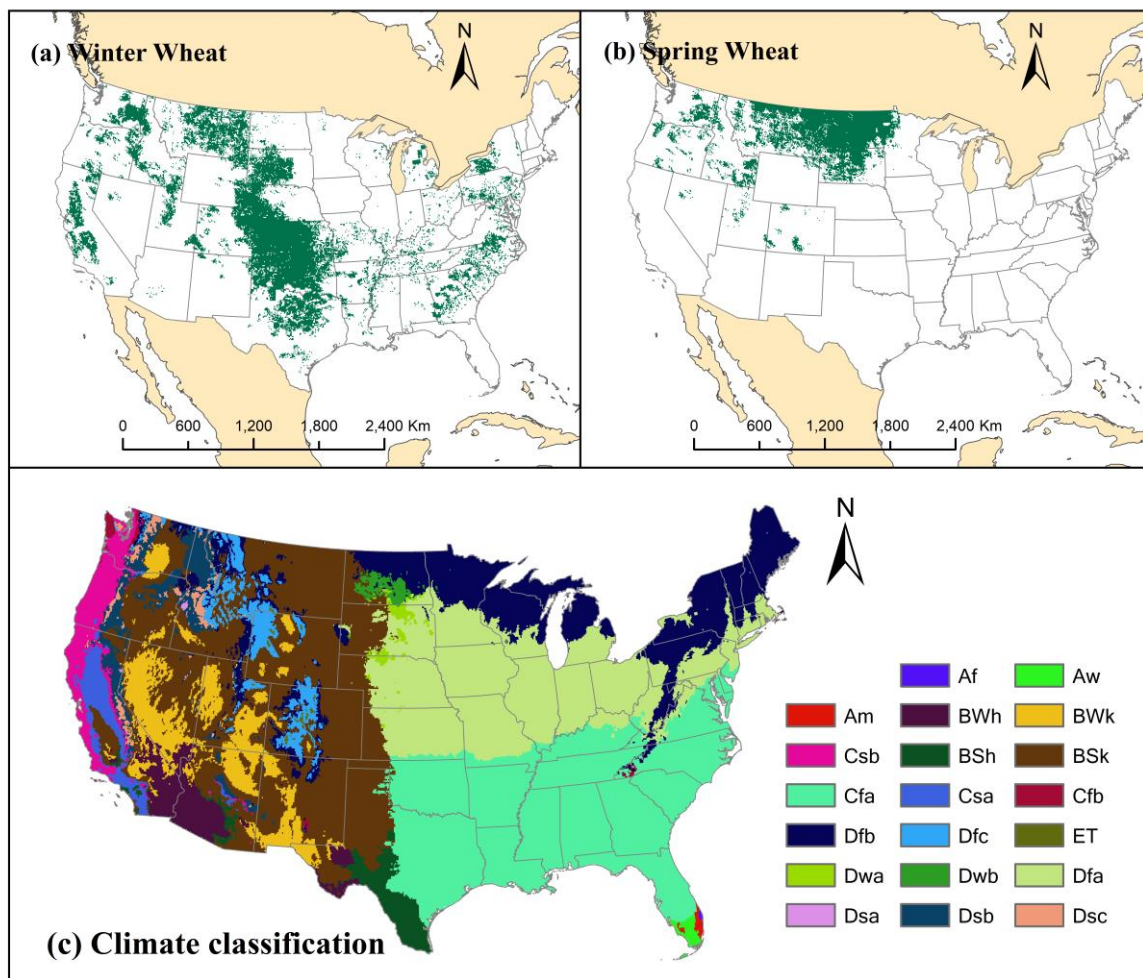 (a) Winter Wheat
N
0 600 1,200 1,800 2,400 Km
(b) Spring Wheat
N
0 600 1,200 1,800 2,400 Km
N
Af Aw
Am BWh BWk
Csb BSh BSk
Cfa Csa Cfb
Dfb Dfc ET
Dwa Dwb Dfa
Dsa Dsb Dsc
(c) Climate classification